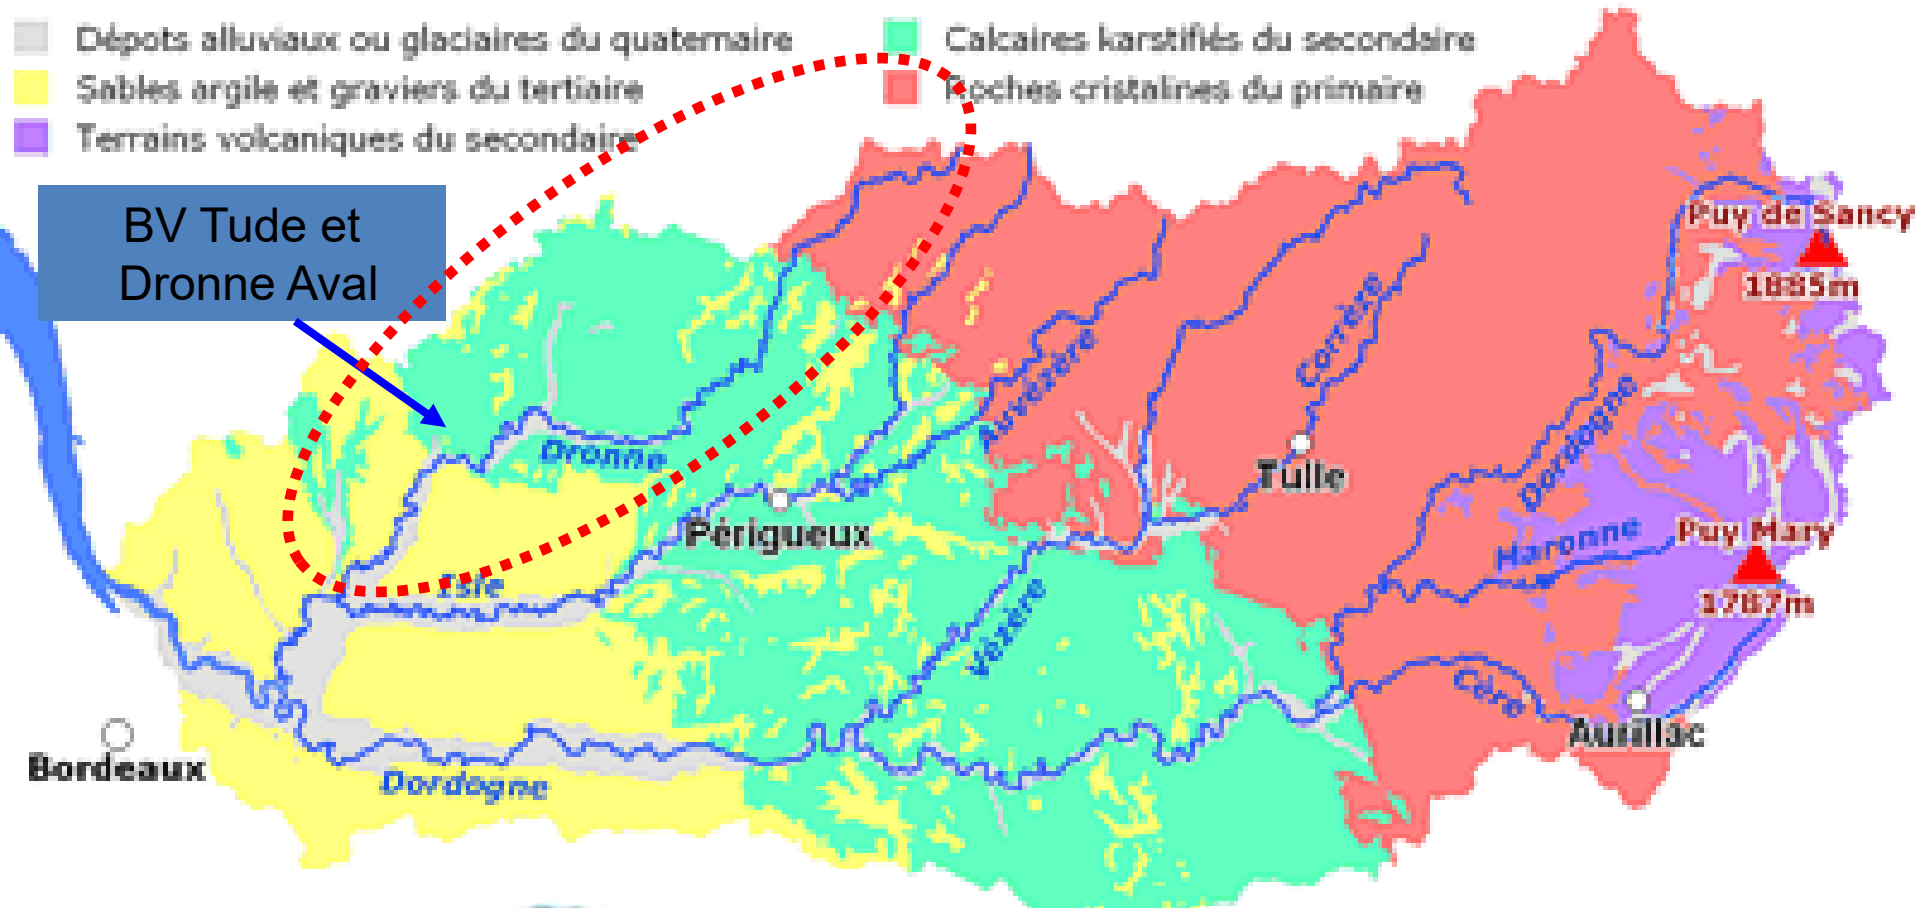 Dépots alluviaux ou glaciaires du quaternaire
Calcaires karstifiés du secondaire
Sables argile et graviers du tertiaire
Roches cristalines du primaire
Terrains volcaniques du secondaire
BV Tude et
Dronne Aval
Puy de Sancy
1885m
Corrèze
Auvézère
Dordogne
Dronne
Tulle
Périgueux
Maronne
Puy Mary
Isle
1787m
Vézère
Cère
Aurillac
Bordeaux
Dordogne